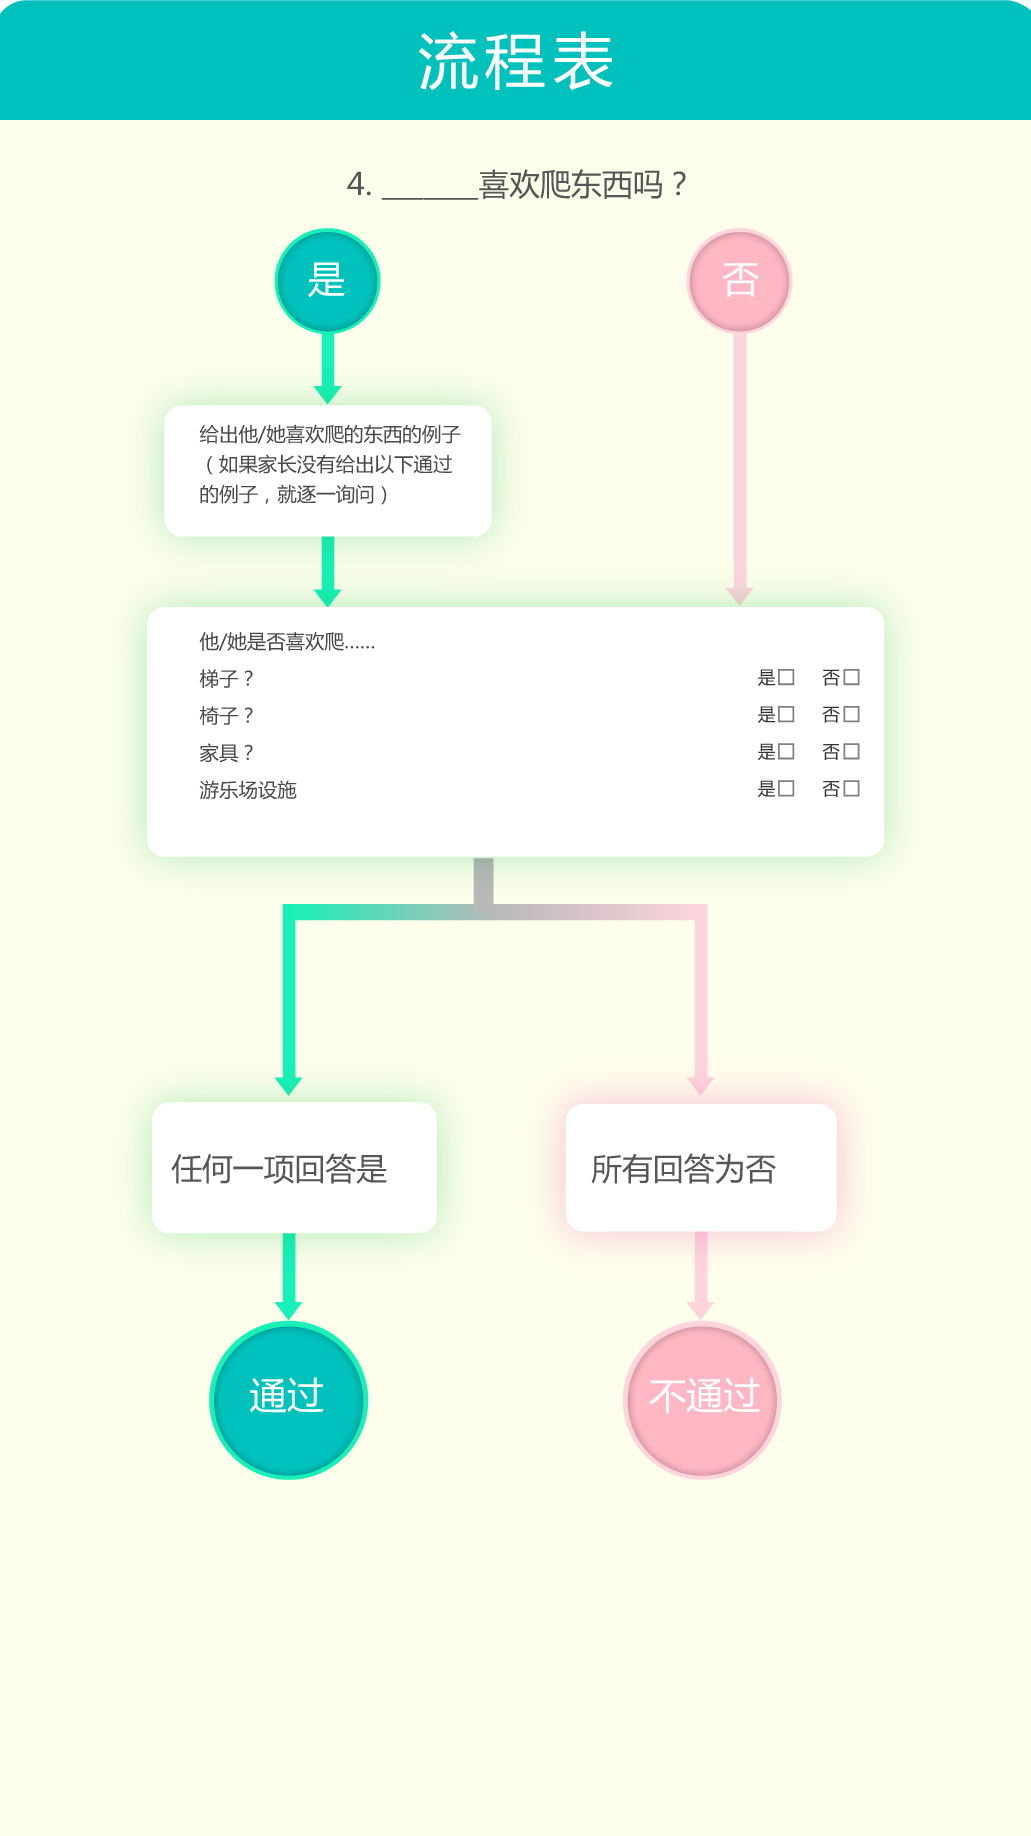 流程表
4. ______喜欢爬东西吗？
是
否
给出他/她喜欢爬的东西的例子
（如果家长没有给出以下通过
的例子，就逐一询问）
他/她是否喜欢爬……
梯子？ 是□ 否□
椅子？ 是□ 否□
家具？ 是□ 否□
游乐场设施 是□ 否□
任何一项回答是
所有回答为否
通过
不通过